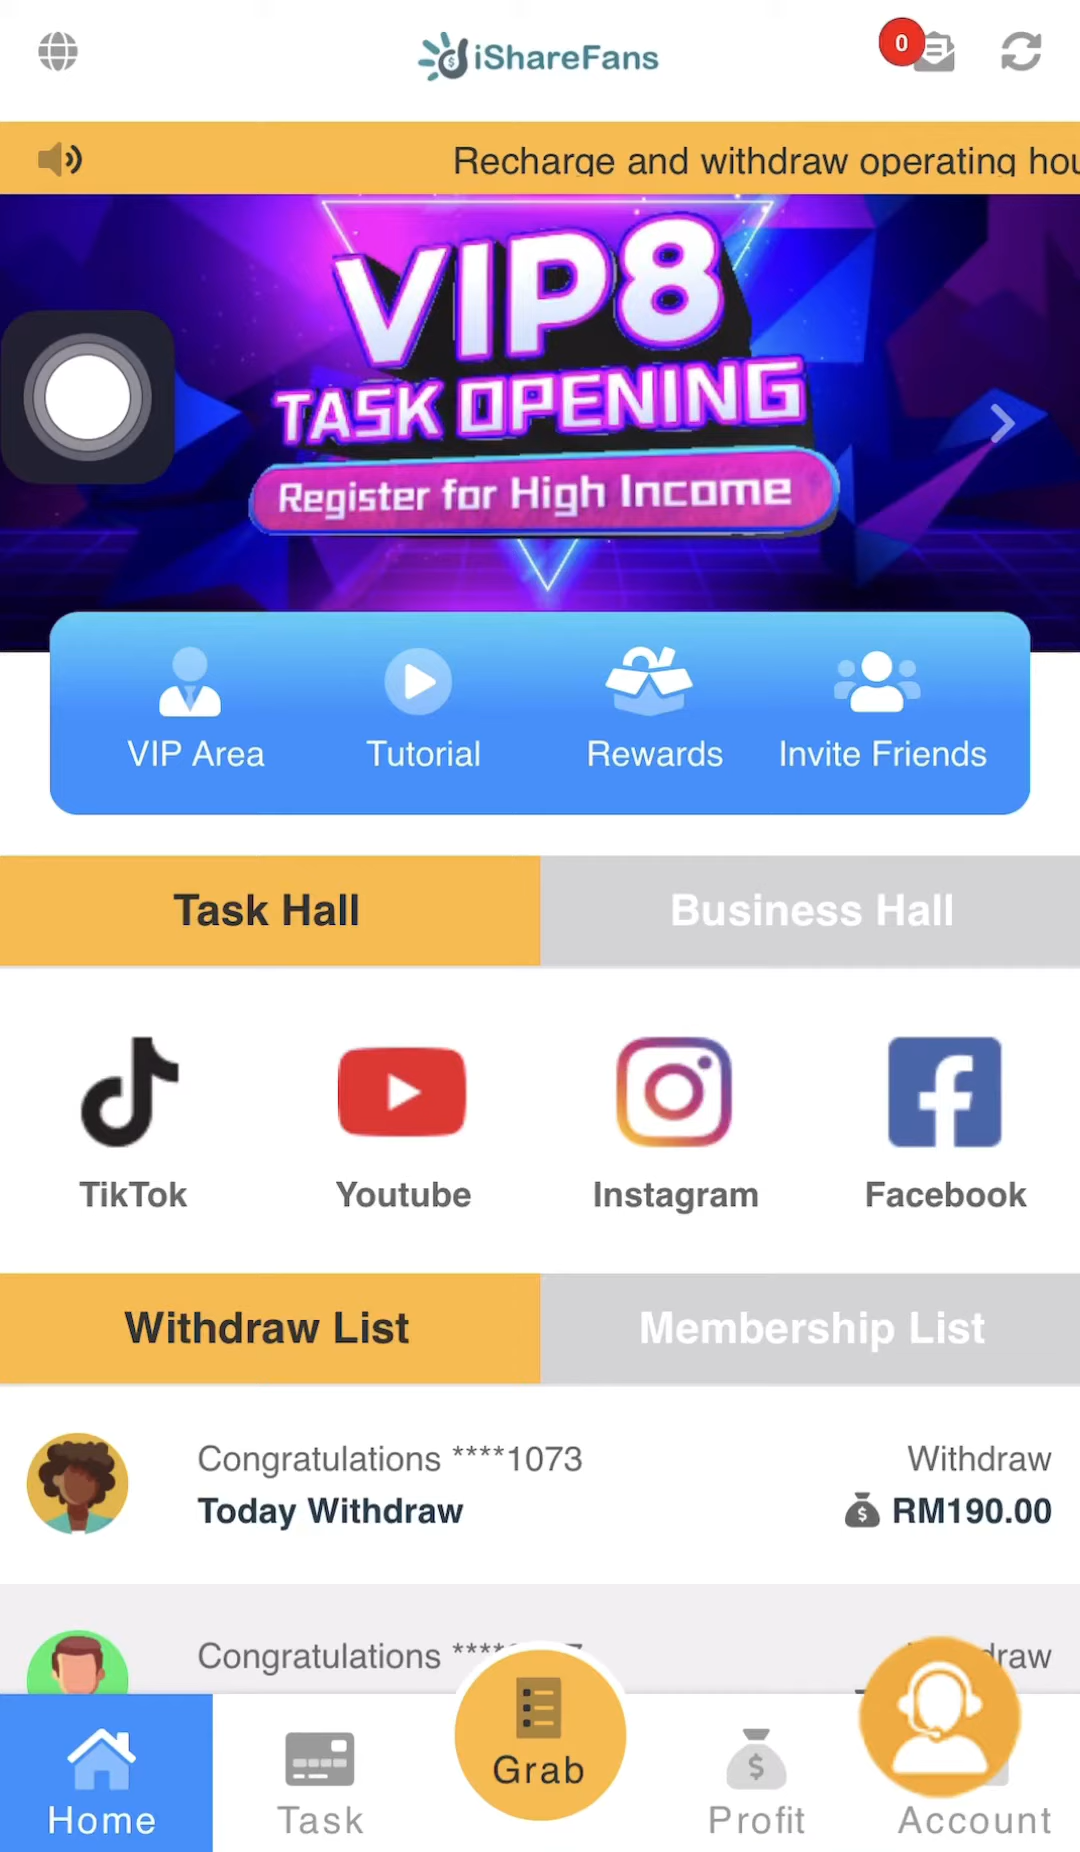 iShareFans
0
Recharge and withdraw operating hou
VIP8
TASK OPENING
Register for High Income
VIP Area
Tutorial
Rewards
Invite Friends
Task Hall
Business Hall
TikTok
Youtube
Instagram
Facebook
Withdraw List
Membership List
Congratulations ****1073
Withdraw
Today Withdraw
RM190.00
Congratulations
Grab
Home
Task
Profit
Account